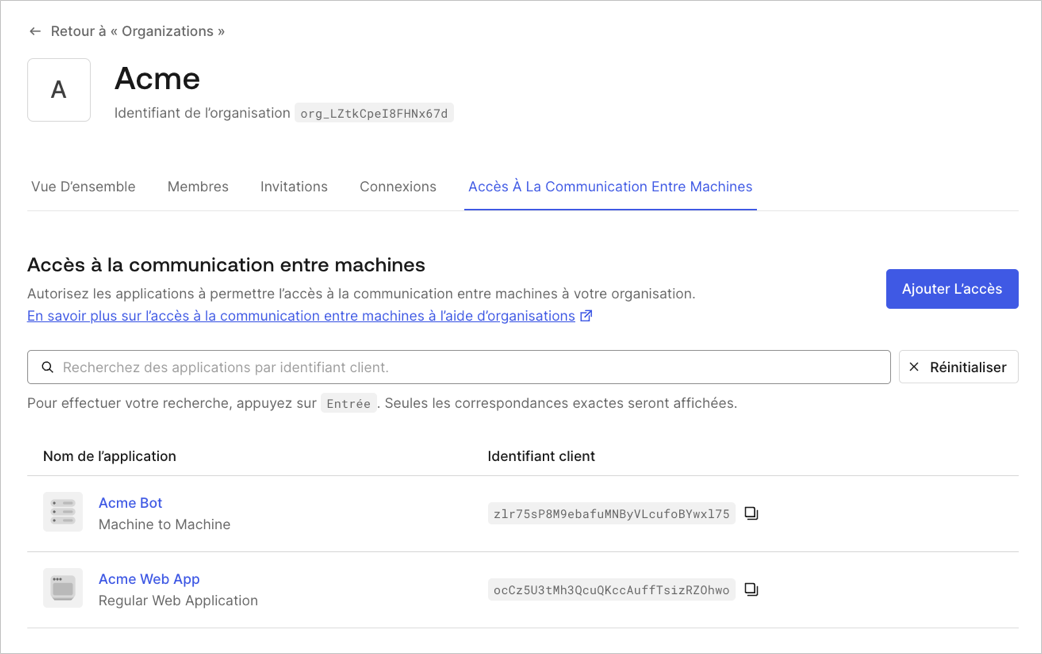 ← Retour à « Organizations »
A
Acme
Identifiant de l’organisation org_LZtkCpeI8FHNx67d
Vue D’ensemble Membres Invitations Connexions Accès À La Communication Entre Machines
Accès à la communication entre machines
Autorisez les applications à permettre l’accès à la communication entre machines à votre organisation.
En savoir plus sur l’accès à la communication entre machines à l’aide d’organisations
Ajouter L’accès
Recherchez des applications par identifiant client.
Réinitialiser
Pour effectuer votre recherche, appuyez sur Entrée. Seules les correspondances exactes seront affichées.
Nom de l’application Identifiant client
Acme Bot
Machine to Machine
zlr75sP8M9ebafuMNByVLcufoBYwxl75
Acme Web App
Regular Web Application
ocCz5U3tMh3QcuQKccAuffTsizRZOhwo